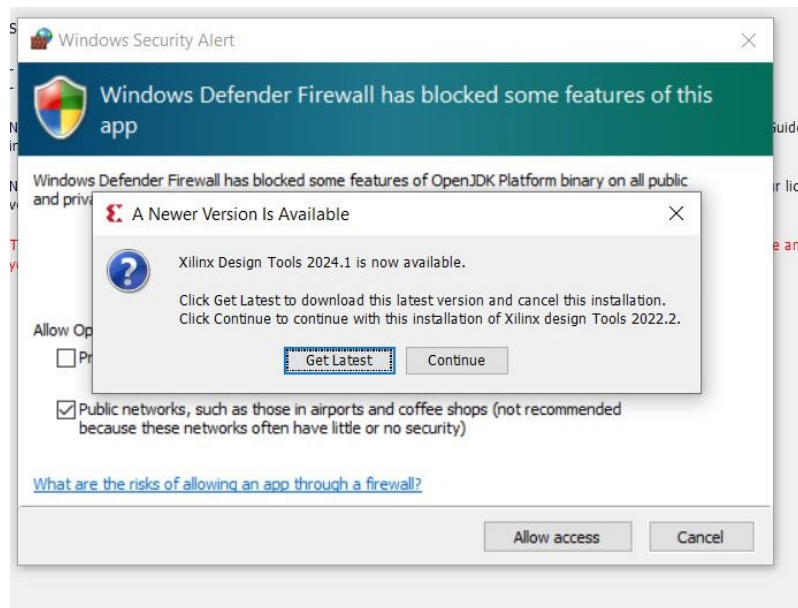 Windows Security Alert
Windows Defender Firewall has blocked some features of this
app
Windows Defender Firewall has blocked some features of OpenJDK Platform binary on all public
and
A Newer Version Is Available
Xilinx Design Tools 2024.1 is now available.
Click Get Latest to download this latest version and cancel this installation.
Click Continue to continue with this installation of Xilinx design Tools 2022.2.
Allow
Get Latest
Continue
Public networks, such as those in airports and coffee shops (not recommended
because these networks often have little or no security)
What are the risks of allowing an app through a firewall?
Allow access
Cancel